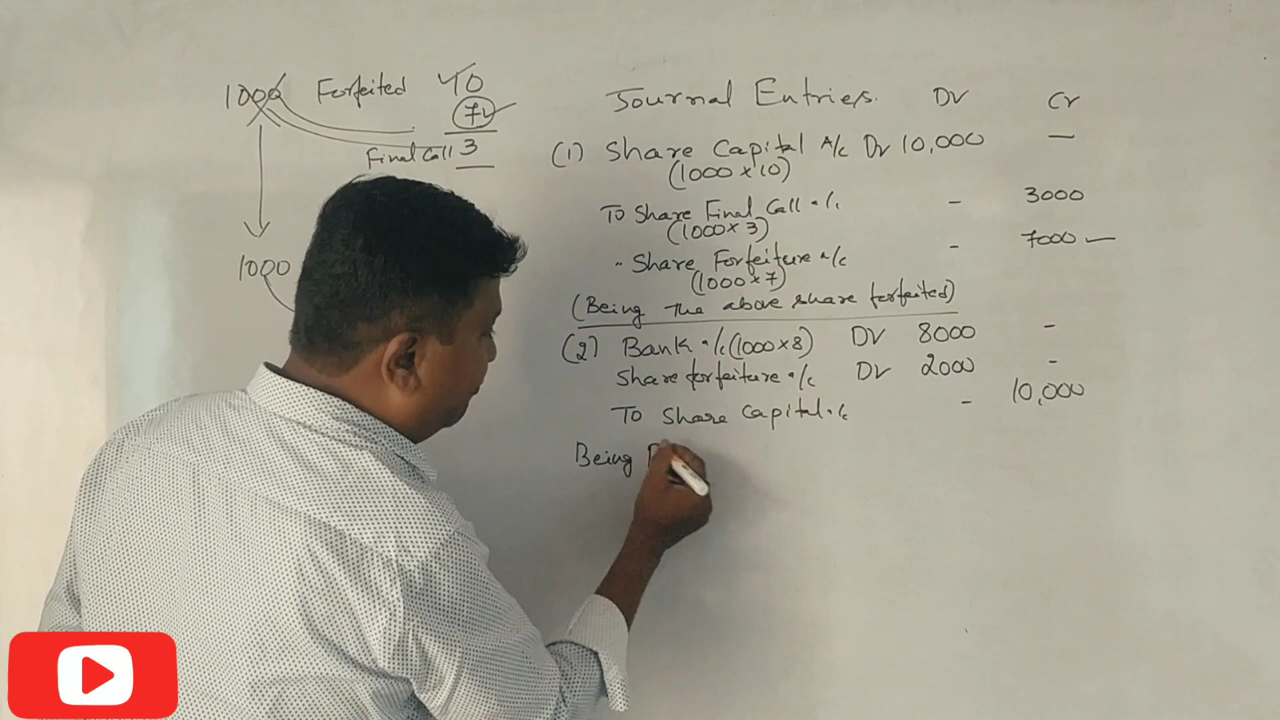 1000 Forfeited 10
7
Final Call 3
1000
Journal Entries. Dr Cr
(1) Share Capital A/c Dr 10,000 —
(1000 x 10)
To Share Final Call a/c - 3000
(1000 x 3)
" Share Forfeiture a/c - 7000
(1000 x 7)
(Being the above share forfeited)
(2) Bank a/c (1000 x 8) Dr 8000 -
Share forfeiture a/c Dr 2000 -
To Share Capital a/c - 10,000
Being